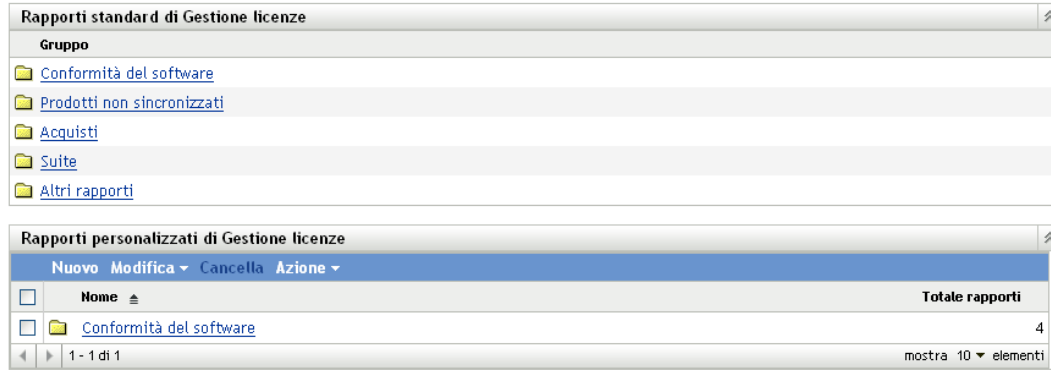 Rapporti standard di Gestione licenze
Gruppo
Conformità del software
Prodotti non sincronizzati
Acquisti
Suite
Altri rapporti
Rapporti personalizzati di Gestione licenze
Nuovo Modifica Cancella Azione
Nome Totale rapporti
Conformità del software 4
1 - 1 di 1 mostra 10 elementi